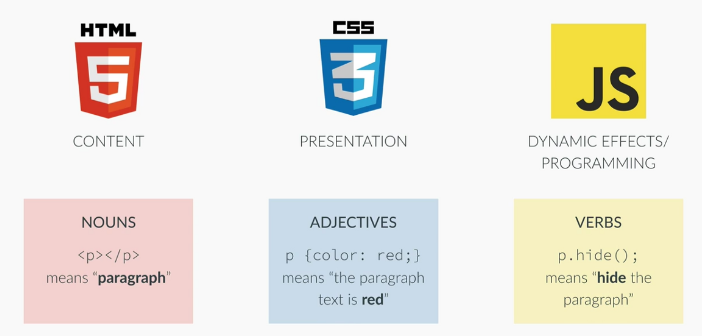 HTML
5
CONTENT
NOUNS
<p></p>
means “paragraph”
CSS
3
PRESENTATION
ADJECTIVES
p {color: red;}
means “the paragraph
text is red”
JS
DYNAMIC EFFECTS/
PROGRAMMING
VERBS
p.hide();
means “hide the
paragraph”